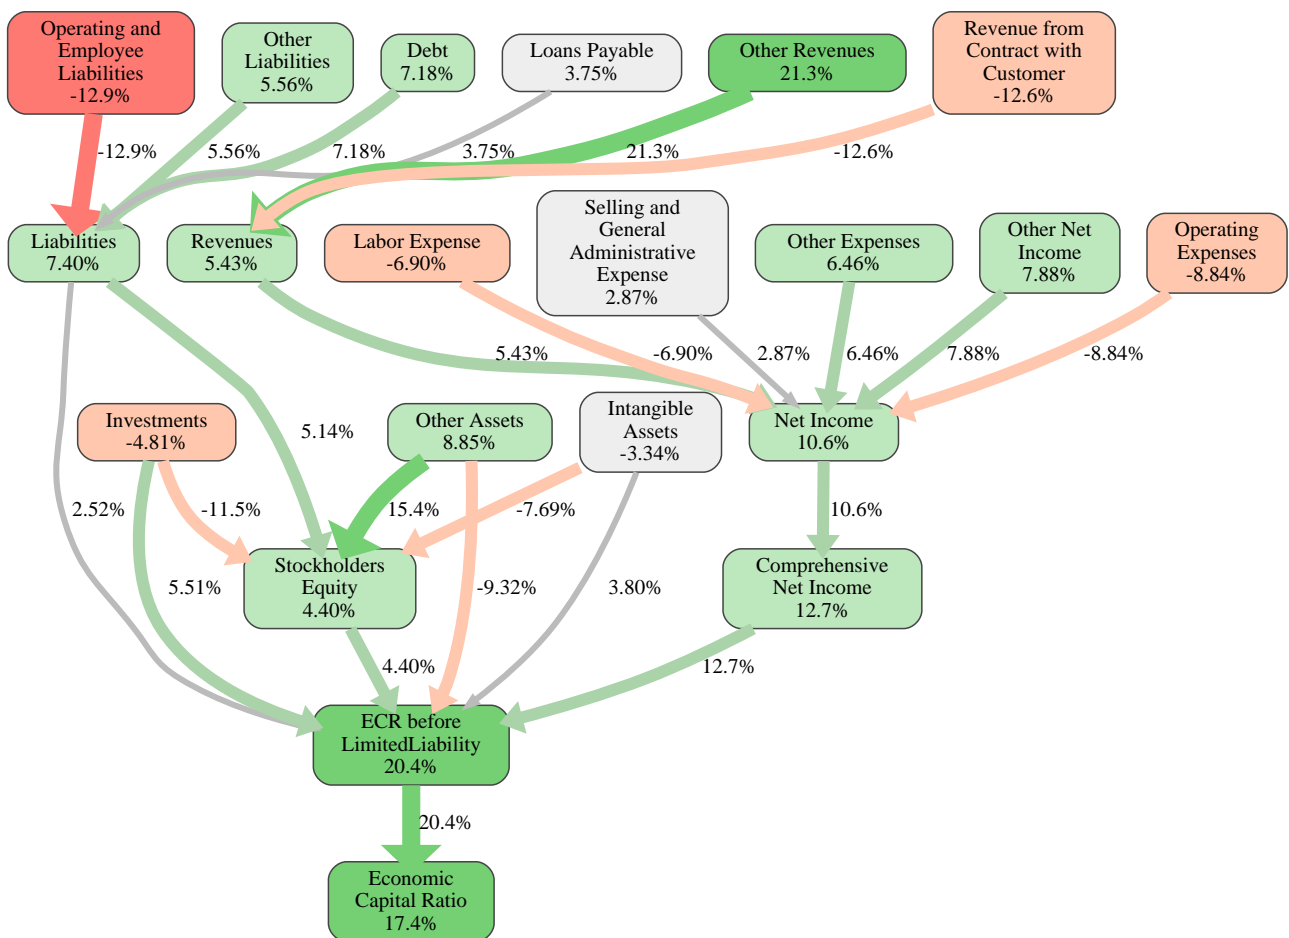 Operating and
Employee
Liabilities
-12.9%
Other
Liabilities
5.56%
Debt
7.18%
Loans Payable
3.75%
Other Revenues
21.3%
Revenue from
Contract with
Customer
-12.6%
-12.9%
5.56%
7.18%
3.75%
21.3%
-12.6%
Liabilities
7.40%
Revenues
5.43%
Labor Expense
-6.90%
Selling and
General
Administrative
Expense
2.87%
Other Expenses
6.46%
Other Net
Income
7.88%
Operating
Expenses
-8.84%
5.43%
-6.90%
2.87%
6.46%
7.88%
-8.84%
Investments
-4.81%
5.14%
Other Assets
8.85%
Intangible
Assets
-3.34%
Net Income
10.6%
2.52%
-11.5%
15.4%
-7.69%
10.6%
5.51%
Stockholders
Equity
4.40%
-9.32%
3.80%
Comprehensive
Net Income
12.7%
4.40%
12.7%
ECR before
LimitedLiability
20.4%
20.4%
Economic
Capital Ratio
17.4%